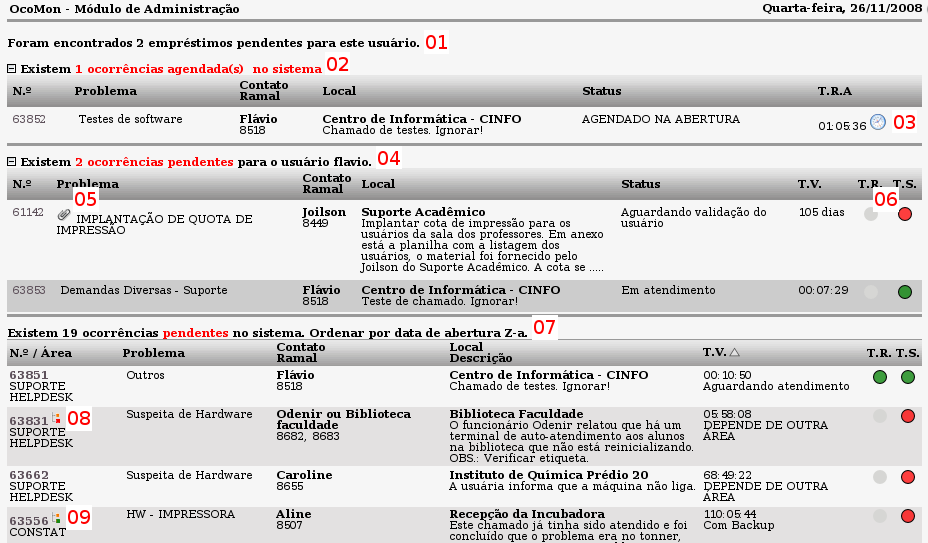 OcoMon - Módulo de Administração
Quarta-feira, 26/11/2008
Foram encontrados 2 empréstimos pendentes para este usuário. 01
Existem 1 ocorrências agendada(s) no sistema 02
N.º Problema Contato Ramal Local Status T.R.A
63852 Testes de software Flávio Centro de Informática - CINFO AGENDADO NA ABERTURA 01:05:36 03
8518 Chamado de testes. Ignorar!
Existem 2 ocorrências pendentes para o usuário flavio. 04
N.º Problema Contato Ramal Local Status T.V. T.R. T.S.
05 06
61142 IMPLANTAÇÃO DE QUOTA DE Joilson Suporte Acadêmico Aguardando validação do 105 dias
IMPRESSÃO 8449 Implantar cota de impressão para os usuário
usuários da sala dos professores. Em anexo
está a planilha com a listagem dos
usuários, o material foi fornecido pelo
Joilson do Suporte Acadêmico. A cota se .....
63853 Demandas Diversas - Suporte Flávio Centro de Informática - CINFO Em atendimento 00:07:29
8518 Teste de chamado. Ignorar!
Existem 19 ocorrências pendentes no sistema. Ordenar por data de abertura Z-a. 07
N.º / Área Problema Contato Ramal Local Descrição T.V. T.R. T.S.
63851 Outros Flávio Centro de Informática - CINFO 00:10:50
SUPORTE 8518 Chamado de testes. Ignorar! Aguardando atendimento
HELPDESK
63831 08 Suspeita de Hardware Odenir ou Biblioteca Biblioteca Faculdade 05:58:08
SUPORTE faculdade O funcionário Odenir relatou que há um DEPENDE DE OUTRA
HELPDESK 8682, 8683 terminal de auto-atendimento aos alunos ÁREA
na biblioteca que não está reinicializando.
OBS.: Verificar etiqueta.
63662 Suspeita de Hardware Caroline Instituto de Química Prédio 20 68:49:22
SUPORTE 8655 A usuária informa que a máquina não liga. DEPENDE DE OUTRA
HELPDESK ÁREA
63556 09 HW - IMPRESSORA Aline Recepção da Incubadora 110:05:44
CONSTAT 8507 Este chamado já tinha sido atendido e foi Com Backup
concluído que o problema era no tonner,